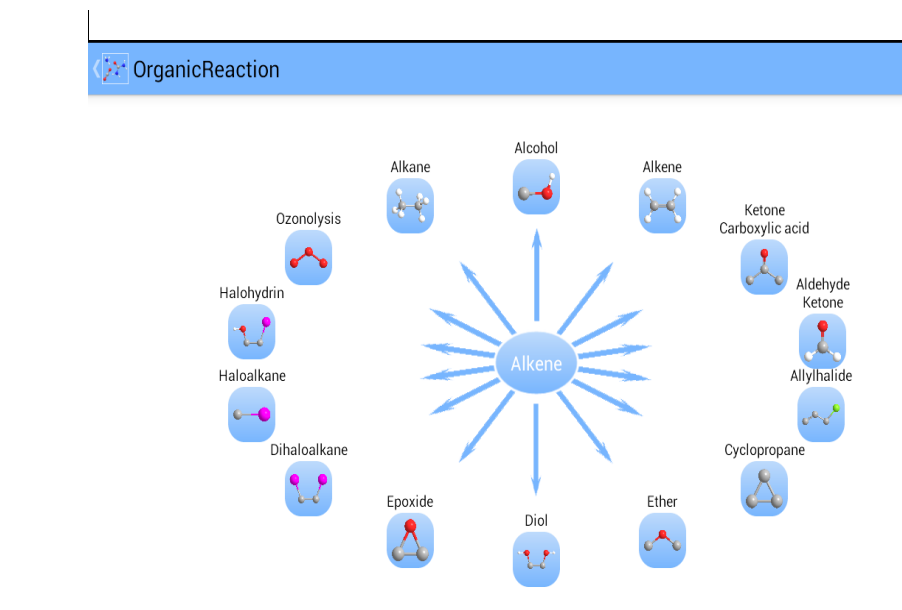 OrganicReaction
Alcohol
Alkane
Alkene
Ozonolysis
Ketone
Carboxylic acid
Halohydrin
Aldehyde
Ketone
Alkene
Haloalkane
Allylhalide
Dihaloalkane
Cyclopropane
Epoxide
Ether
Diol